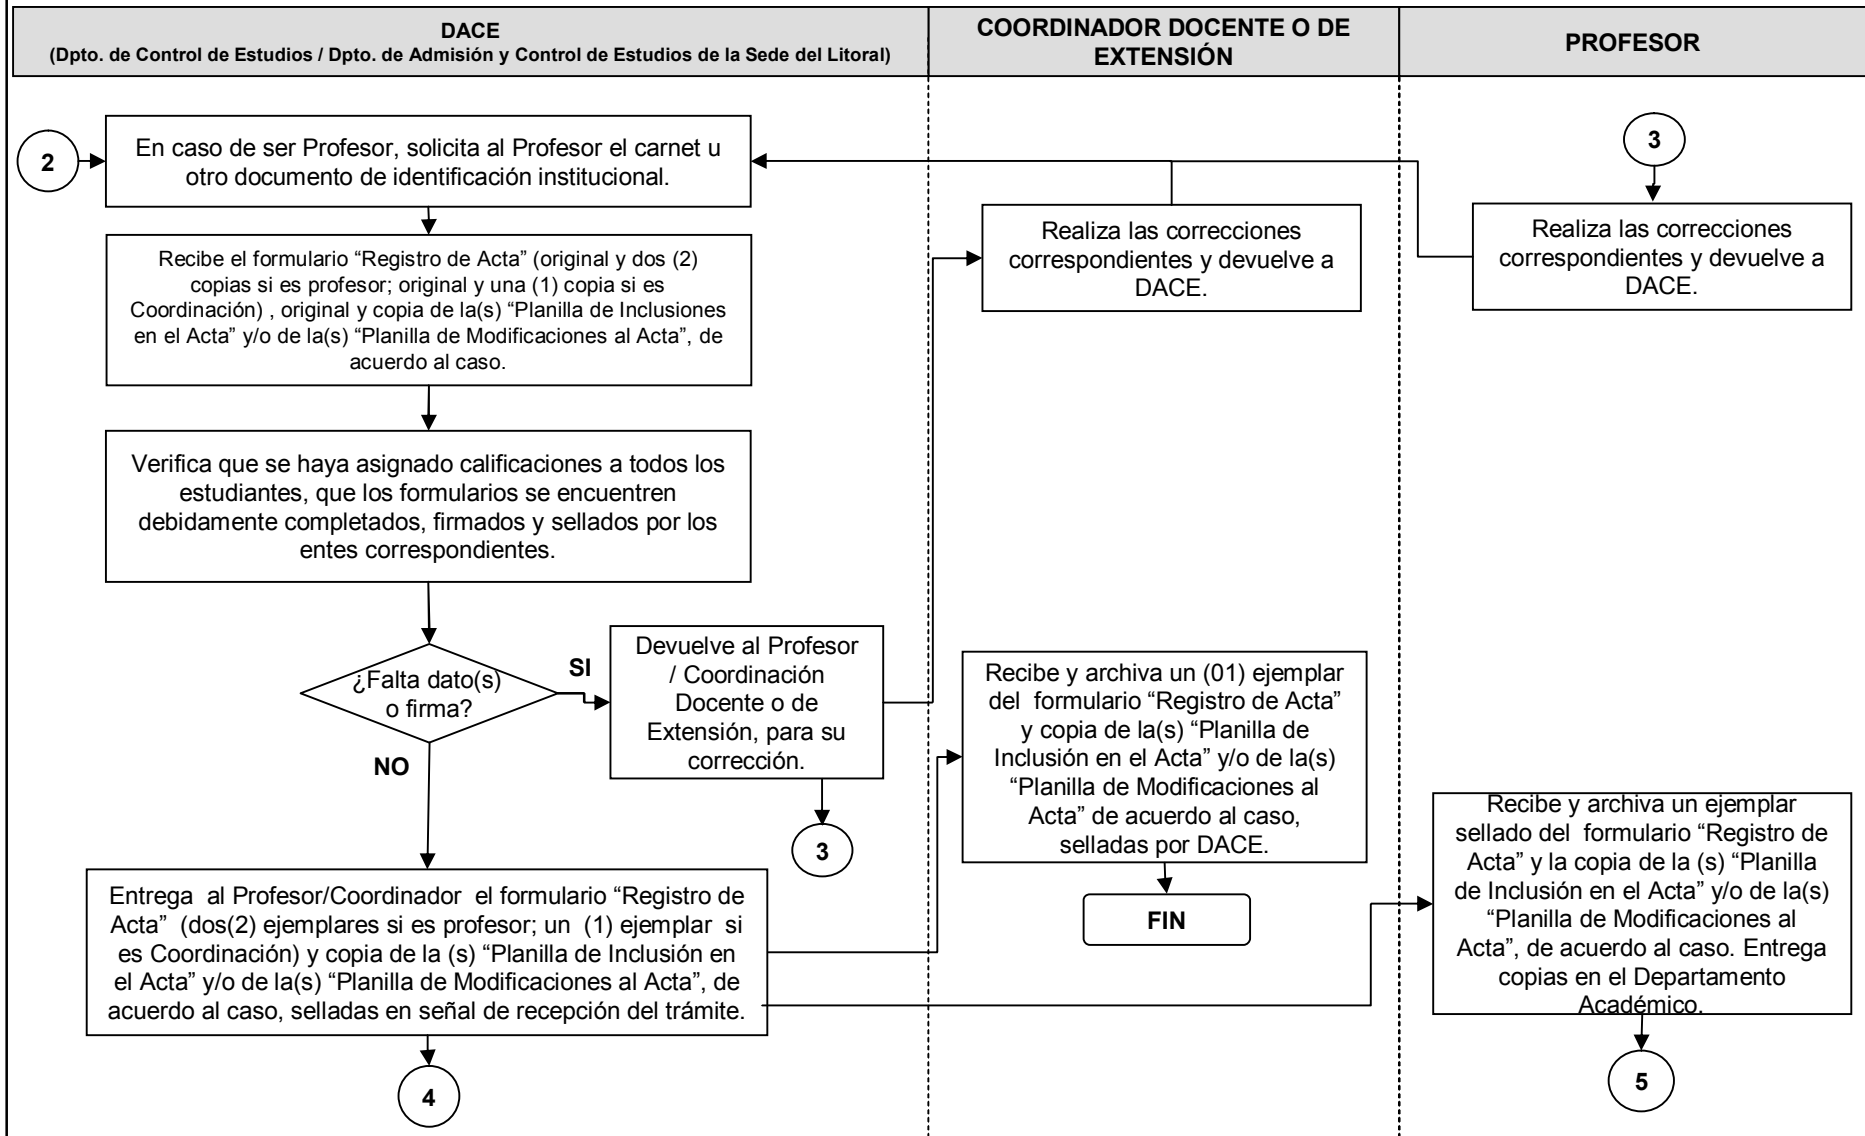 DACE
(Dpto. de Control de Estudios / Dpto. de Admisión y Control de Estudios de la Sede del Litoral)
COORDINADOR DOCENTE O DE
EXTENSIÓN
PROFESOR
2
En caso de ser Profesor, solicita al Profesor el carnet u
otro documento de identificación institucional.
3
Realiza las correcciones
correspondientes y devuelve a
DACE.
Realiza las correcciones
correspondientes y devuelve a
DACE.
Recibe el formulario “Registro de Acta” (original y dos (2)
copias si es profesor; original y una (1) copia si es
Coordinación) , original y copia de la(s) “Planilla de Inclusiones
en el Acta” y/o de la(s) “Planilla de Modificaciones al Acta”, de
acuerdo al caso.
Verifica que se haya asignado calificaciones a todos los
estudiantes, que los formularios se encuentren
debidamente completados, firmados y sellados por los
entes correspondientes.
¿Falta dato(s)
o firma?
SI
NO
Devuelve al Profesor
/ Coordinación
Docente o de
Extensión, para su
corrección.
3
Recibe y archiva un (01) ejemplar
del formulario “Registro de Acta”
y copia de la(s) “Planilla de
Inclusión en el Acta” y/o de la(s)
“Planilla de Modificaciones al
Acta” de acuerdo al caso,
selladas por DACE.
FIN
Recibe y archiva un ejemplar
sellado del formulario “Registro de
Acta” y la copia de la (s) “Planilla
de Inclusión en el Acta” y/o de la(s)
“Planilla de Modificaciones al
Acta”, de acuerdo al caso. Entrega
copias en el Departamento
Académico.
Entrega al Profesor/Coordinador el formulario “Registro de
Acta” (dos(2) ejemplares si es profesor; un (1) ejemplar si
es Coordinación) y copia de la (s) “Planilla de Inclusión en
el Acta” y/o de la(s) “Planilla de Modificaciones al Acta”, de
acuerdo al caso, selladas en señal de recepción del trámite.
4
5